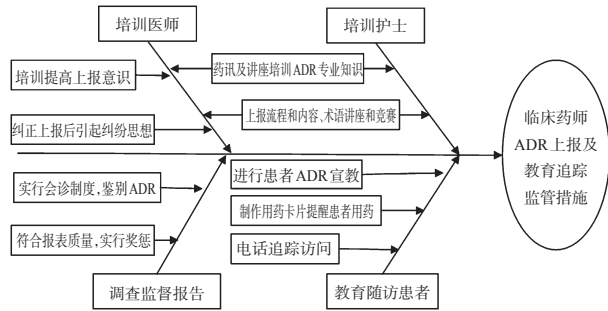 培训医师
培训护士
培训提高上报意识
药讯及讲座培训ADR专业知识
纠正上报后引起纠纷思想
上报流程和内容、术语讲座和竞赛
临床药师
ADR上报及
教育追踪
监管措施
实行会诊制度，鉴别ADR
进行患者ADR宣教
制作用药卡片提醒患者用药
符合报表质量，实行奖惩
电话追踪访问
调查监督报告
教育随访患者